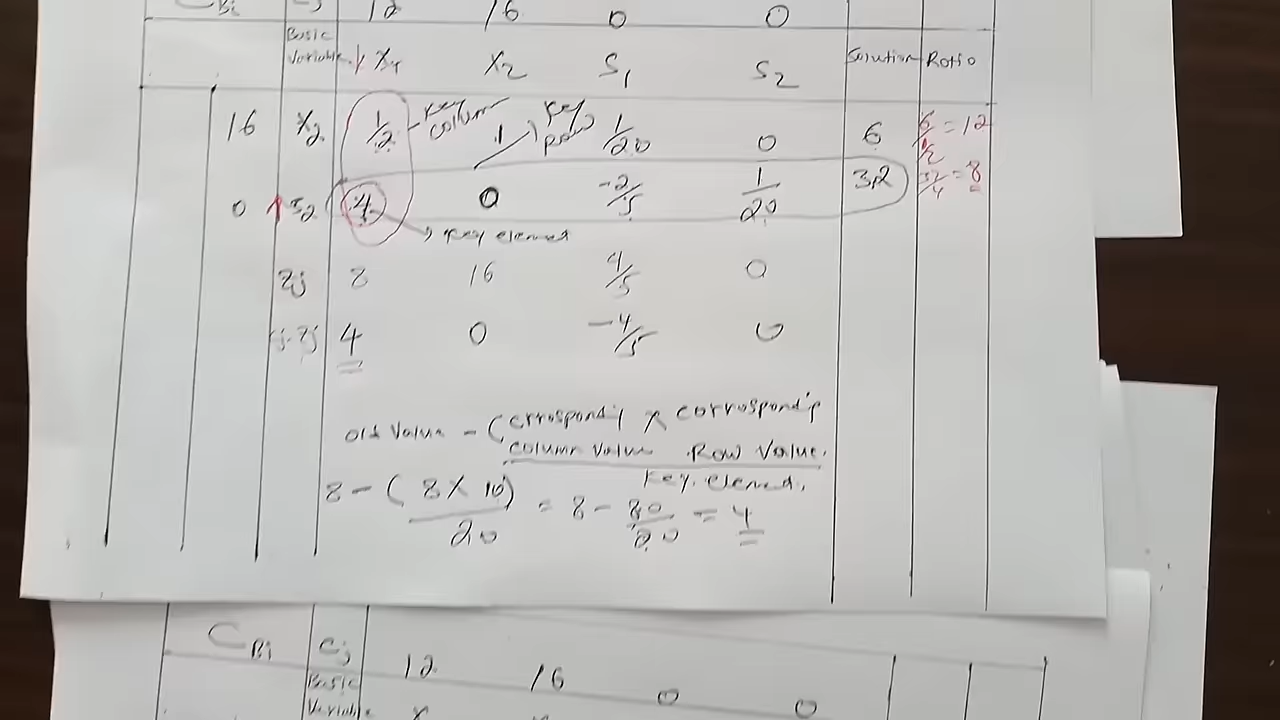 CBi Cj 12 16 0 0
Basic Variable X1 X2 S1 S2 Solution Ratio
16 X2 1/2 1 1/20 0 6 6/1/2 = 12
key column
key row
0 S2 4 0 -2/5 1/20 32 32/4 = 8
key element
Zj 8 16 4/5 0
Cj-Zj 4 0 -4/5 0
Old Value - (corrospondig X corrospondig
column value Row value.
key. element.
8 - (8 X 10) / 20 = 8 - 80/20 = 4
CBi Cj 12 16 0 0
Basic
Variable